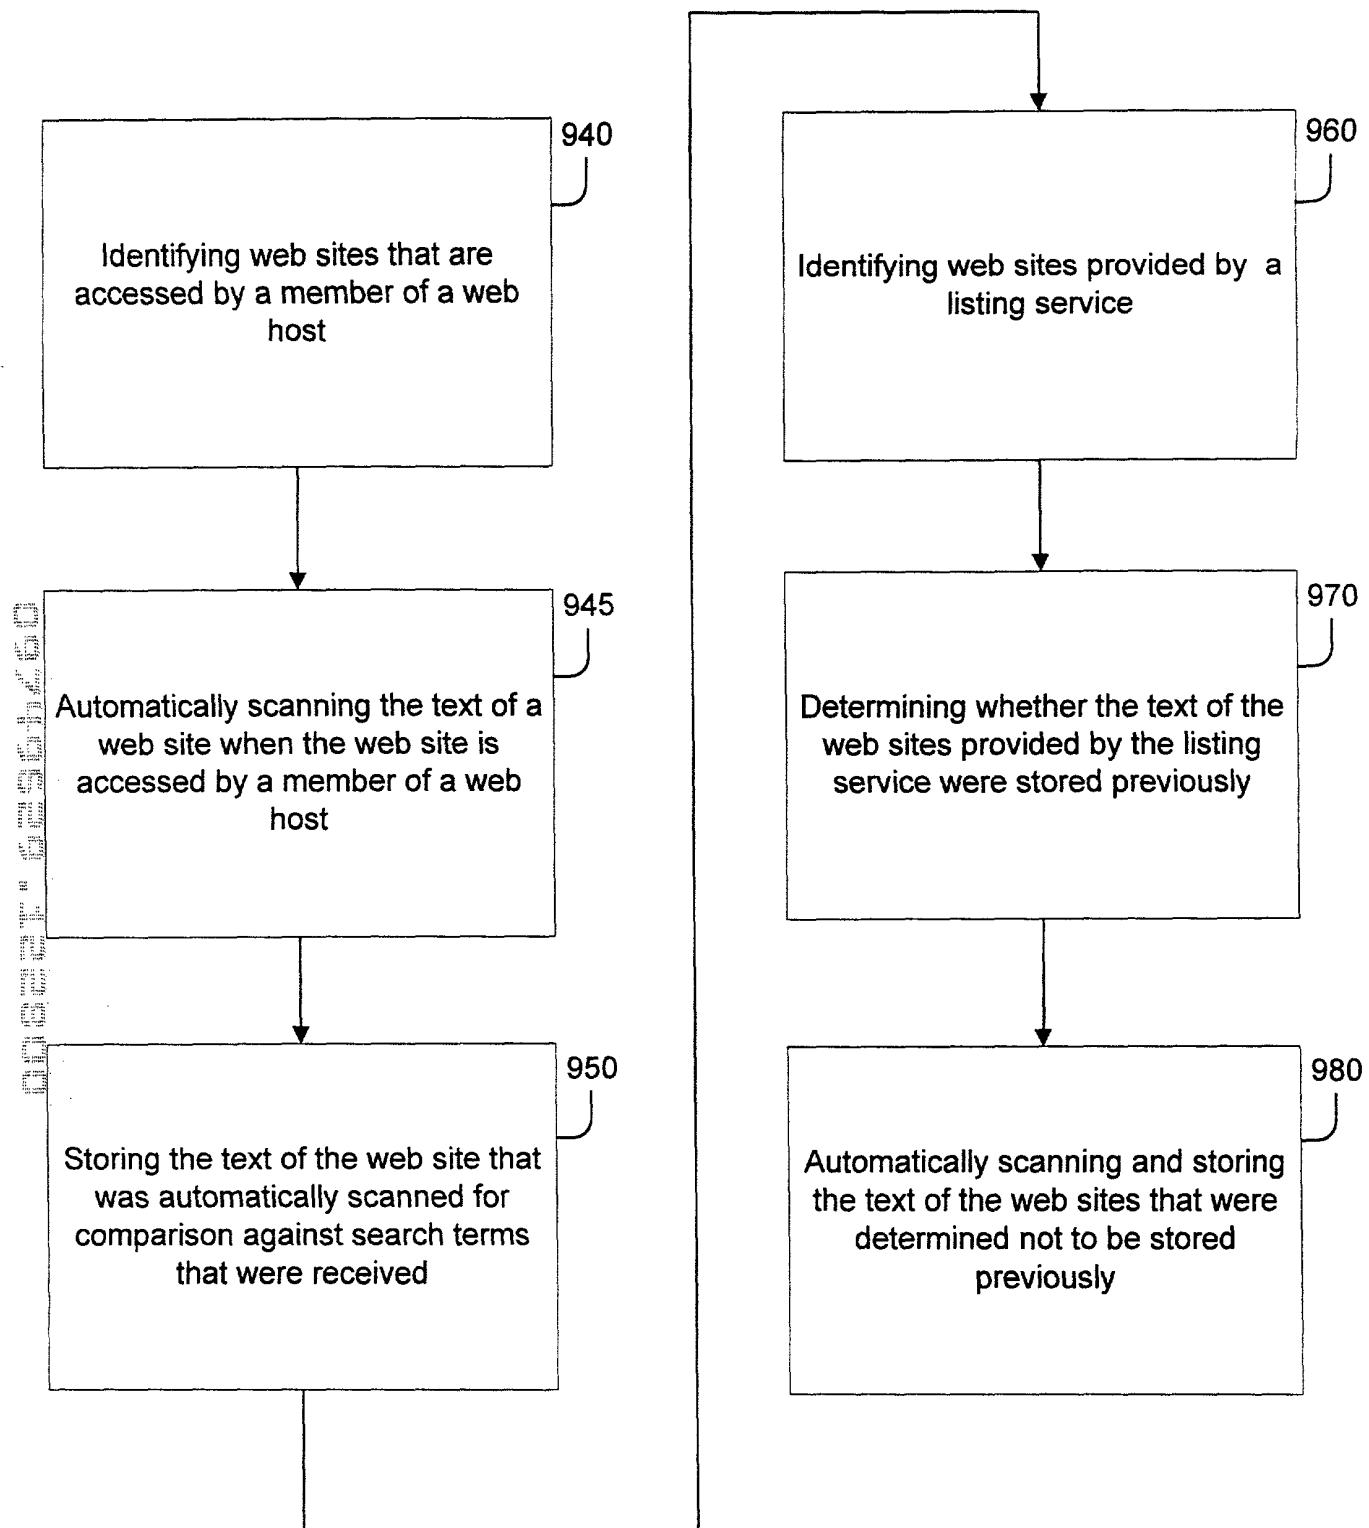 940
Identifying web sites that are
accessed by a member of a web
host
945
Automatically scanning the text of a
web site when the web site is
accessed by a member of a web
host
950
Storing the text of the web site that
was automatically scanned for
comparison against search terms
that were received
960
Identifying web sites provided by a
listing service
970
Determining whether the text of the
web sites provided by the listing
service were stored previously
980
Automatically scanning and storing
the text of the web sites that were
determined not to be stored
previously